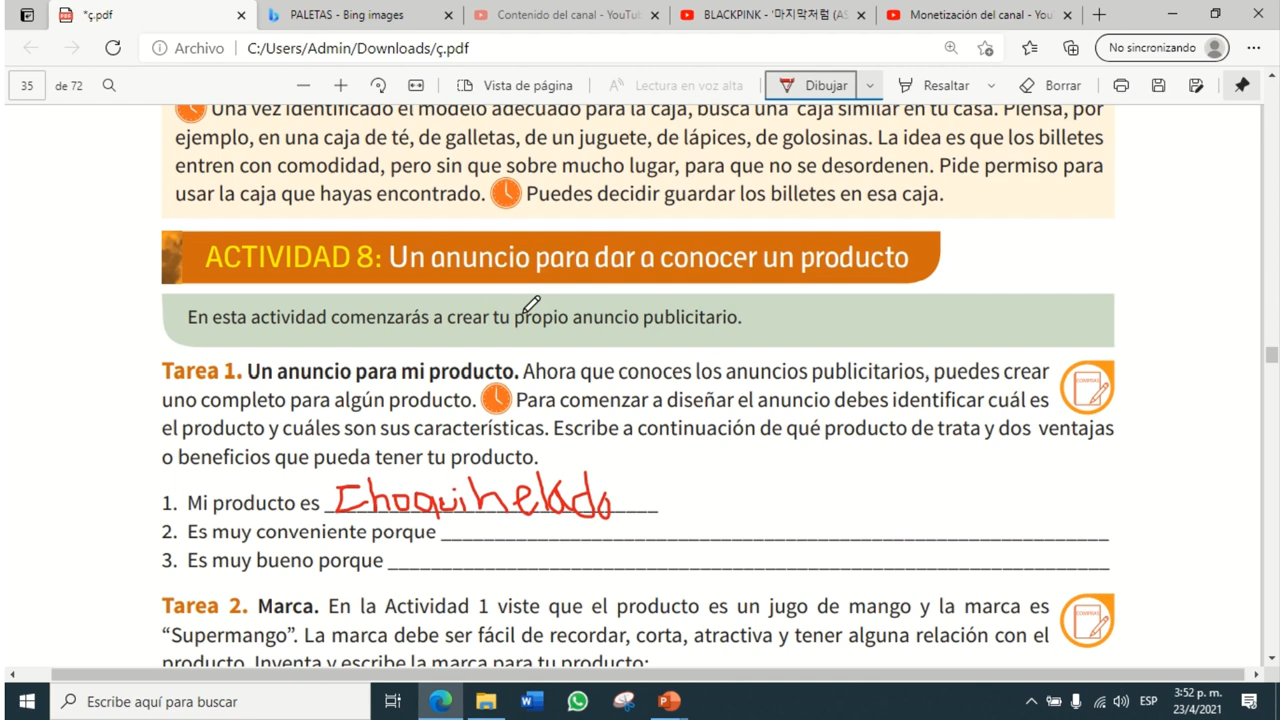 *ç.pdf
PALETAS - Bing images
Contenido del canal - YouTu
BLACKPINK - '마지막처럼 (AS
Monetización del canal - You
Archivo
C:/Users/Admin/Downloads/ç.pdf
No sincronizando
35 de 72
Vista de página
Lectura en voz alta
Dibujar
Resaltar
Borrar
Una vez identificado el modelo adecuado para la caja, busca una caja similar en tu casa. Piensa, por
ejemplo, en una caja de té, de galletas, de un juguete, de lápices, de golosinas. La idea es que los billetes
entren con comodidad, pero sin que sobre mucho lugar, para que no se desordenen. Pide permiso para
usar la caja que hayas encontrado. Puedes decidir guardar los billetes en esa caja.
ACTIVIDAD 8: Un anuncio para dar a conocer un producto
En esta actividad comenzarás a crear tu propio anuncio publicitario.
Tarea 1. Un anuncio para mi producto. Ahora que conoces los anuncios publicitarios, puedes crear
uno completo para algún producto. Para comenzar a diseñar el anuncio debes identificar cuál es
el producto y cuáles son sus características. Escribe a continuación de qué producto de trata y dos ventajas
o beneficios que pueda tener tu producto.
COMPRAS
1. Mi producto es Choquihelado
2. Es muy conveniente porque
3. Es muy bueno porque
Tarea 2. Marca. En la Actividad 1 viste que el producto es un jugo de mango y la marca es
“Supermango”. La marca debe ser fácil de recordar, corta, atractiva y tener alguna relación con el
producto. Inventa y escribe la marca para tu producto:
COMPRAS
Escribe aquí para buscar
ESP
3:52 p. m.
23/4/2021